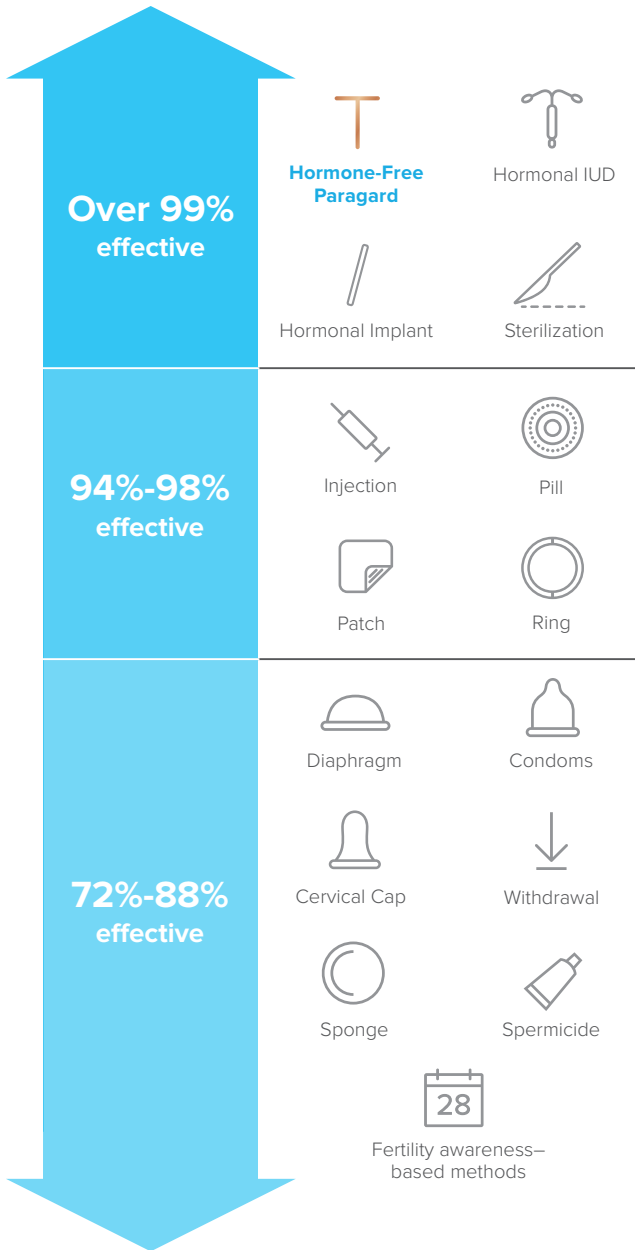 Over 99%
effective
Hormone-Free
Paragard
Hormonal IUD
Hormonal Implant
Sterilization
94%-98%
effective
Injection
Pill
Patch
Ring
72%-88%
effective
Diaphragm
Condoms
Cervical Cap
Withdrawal
Sponge
Spermicide
28
Fertility awareness–
based methods